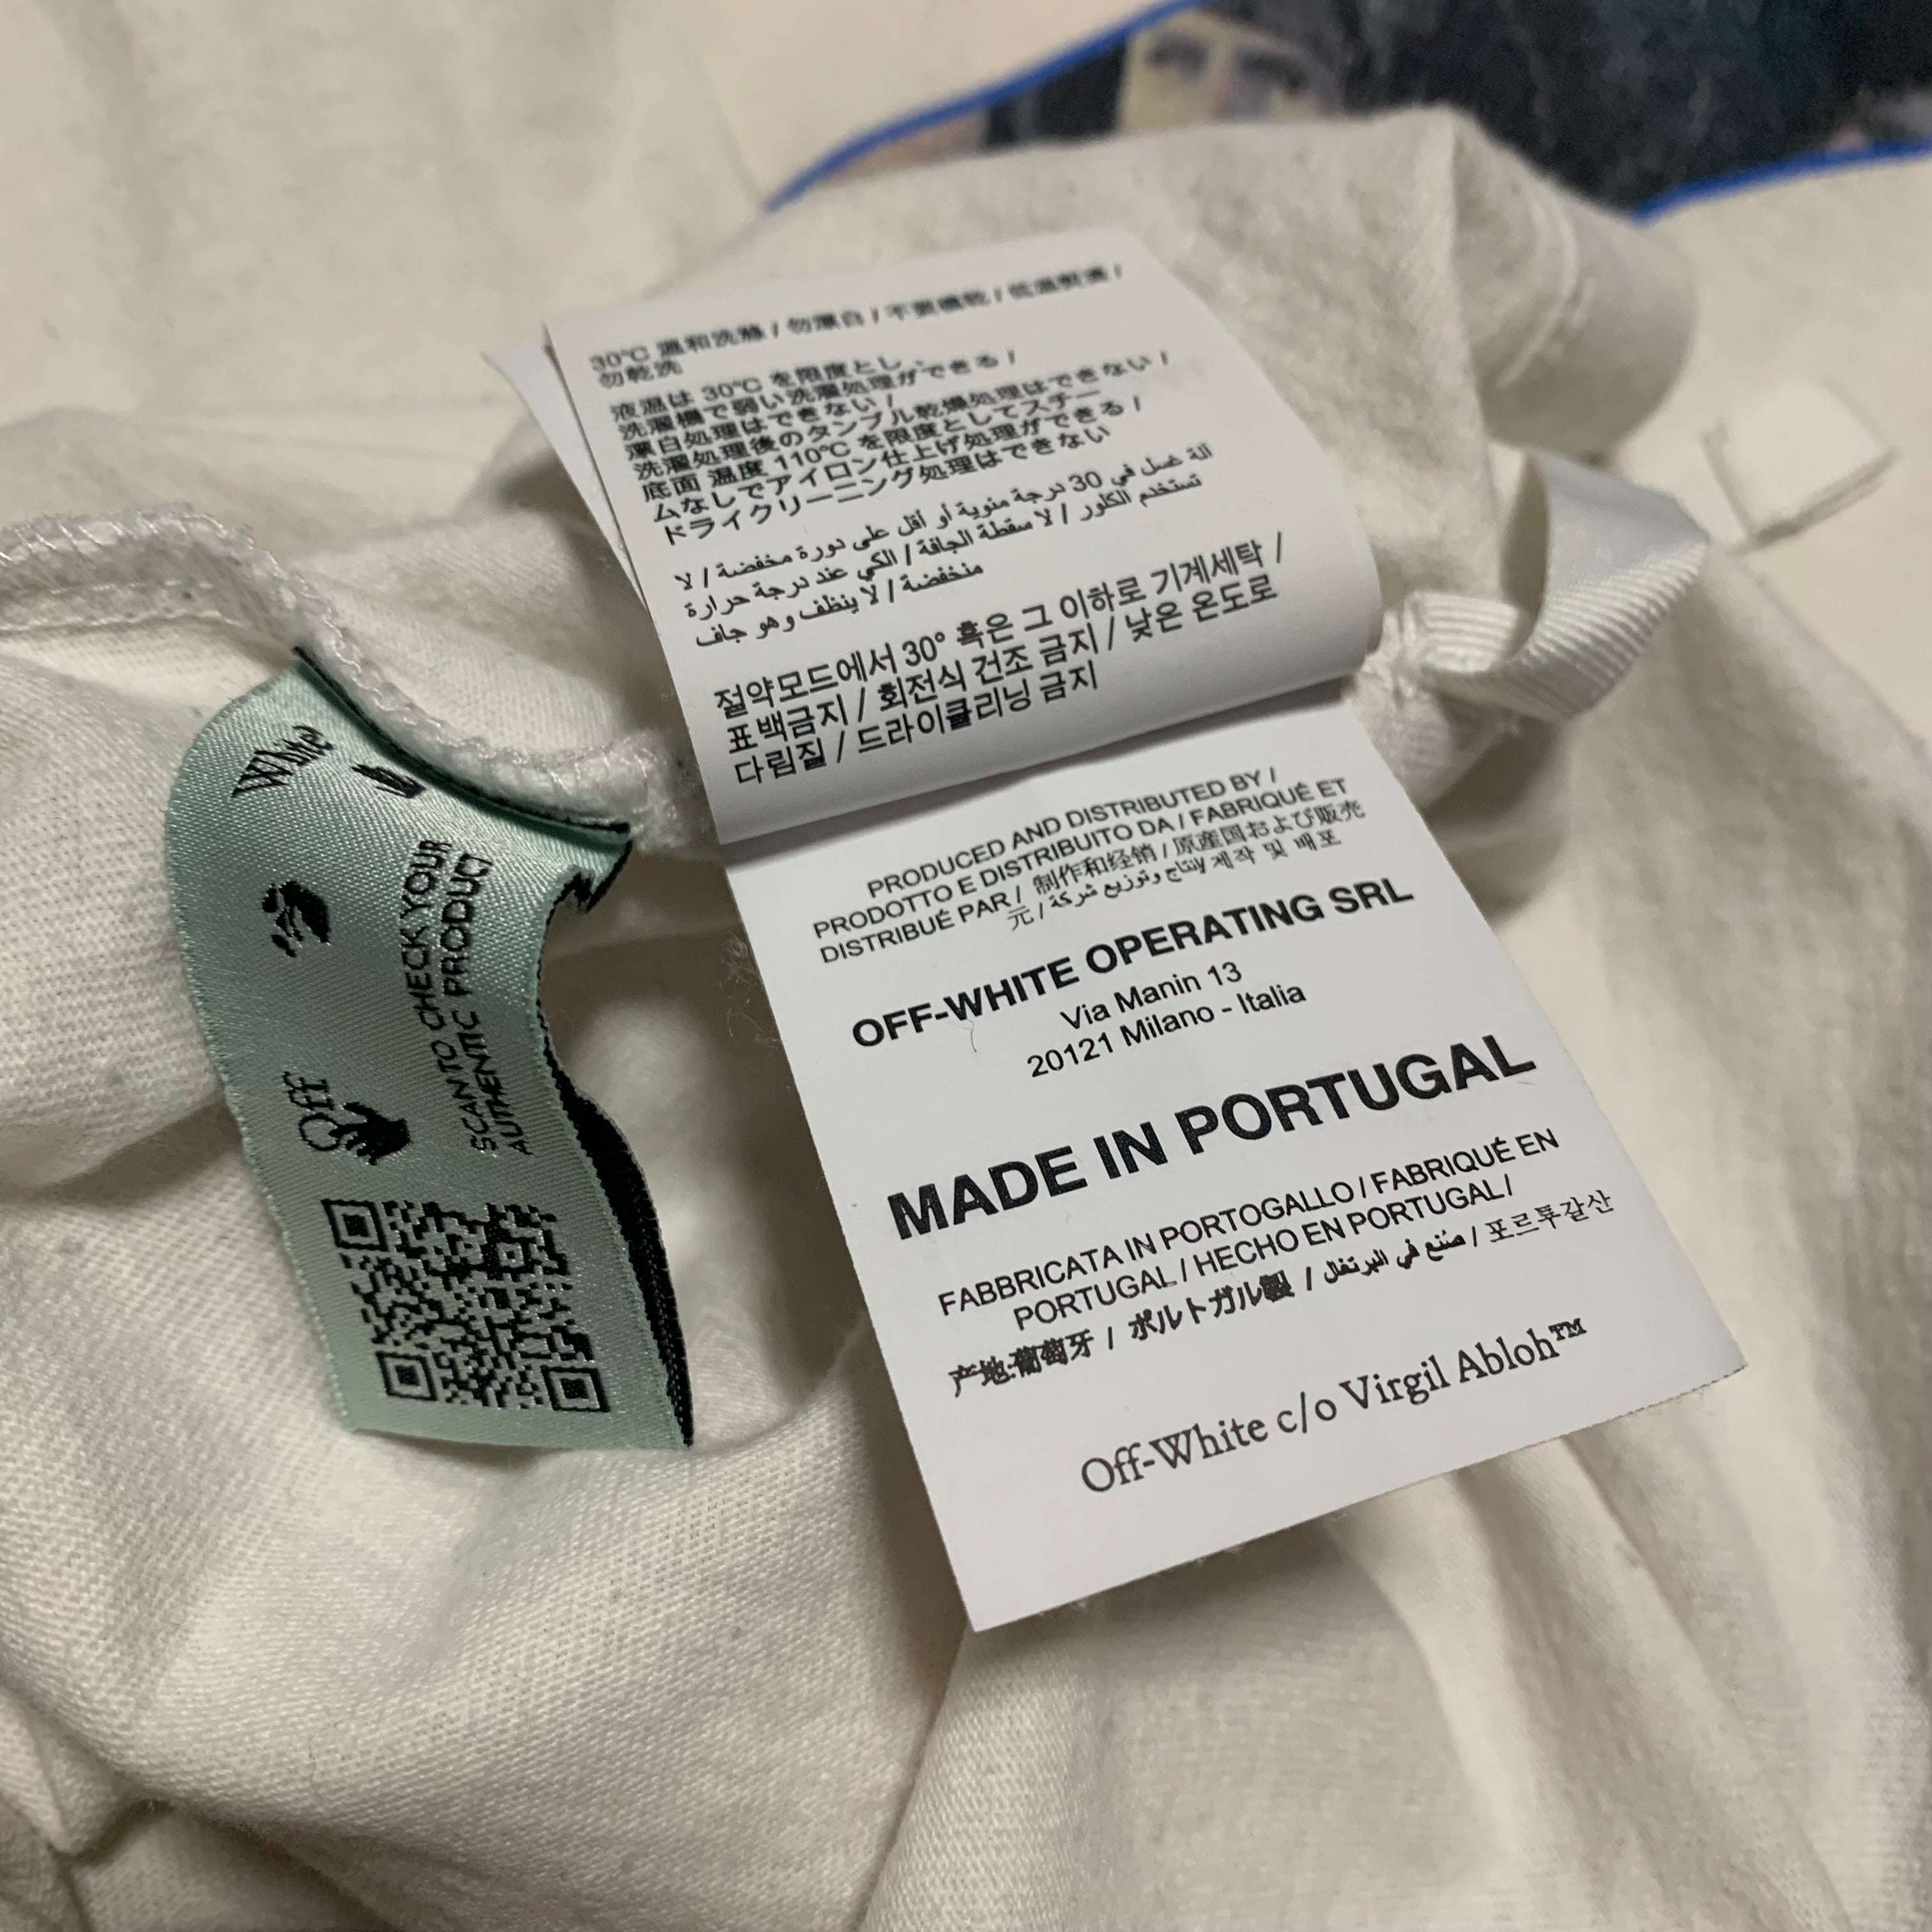 30℃ 温和洗滌 / 勿漂白 / 不要機乾 / 低温熨燙 /
勿乾洗
液温は 30℃ を限度とし、
洗濯機で弱い洗濯処理ができる /
漂白処理はできない /
洗濯処理後のタンブル乾燥処理はできない /
底面 温度 110℃ を限度としてスチー
ムなしでアイロン仕上げ処理ができる /
ドライクリーニング処理はできない
الة غسل في 30 درجة منوية أو أقل على دورة مخفضة / لا
تستخدم الكلور / لا سقطة الجافة / الكي عند درجة حرارة
منخفضة / لا ينظف وهو جاف
절약모드에서 30° 혹은 그 이하로 기계세탁 /
표백금지 / 회전식 건조 금지 / 낮은 온도로
다림질 / 드라이클리닝 금지
PRODUCED AND DISTRIBUTED BY /
PRODOTTO E DISTRIBUITO DA / FABRIQUÉ ET
DISTRIBUÉ PAR / 制作和经销 / 原産国および販売
元 / إنتاج وتوزيع شركة / 제작 및 배포
OFF-WHITE OPERATING SRL
Via Manin 13
20121 Milano - Italia
MADE IN PORTUGAL
FABBRICATA IN PORTOGALLO / FABRIQUÉ EN
PORTUGAL / HECHO EN PORTUGAL /
产地:葡萄牙 / ポルトガル製 / صُنع في البرتغال / 포르투갈산
Off-White c/o Virgil Abloh™
Off White
SCAN TO CHECK YOUR
AUTHENTIC PRODUCT